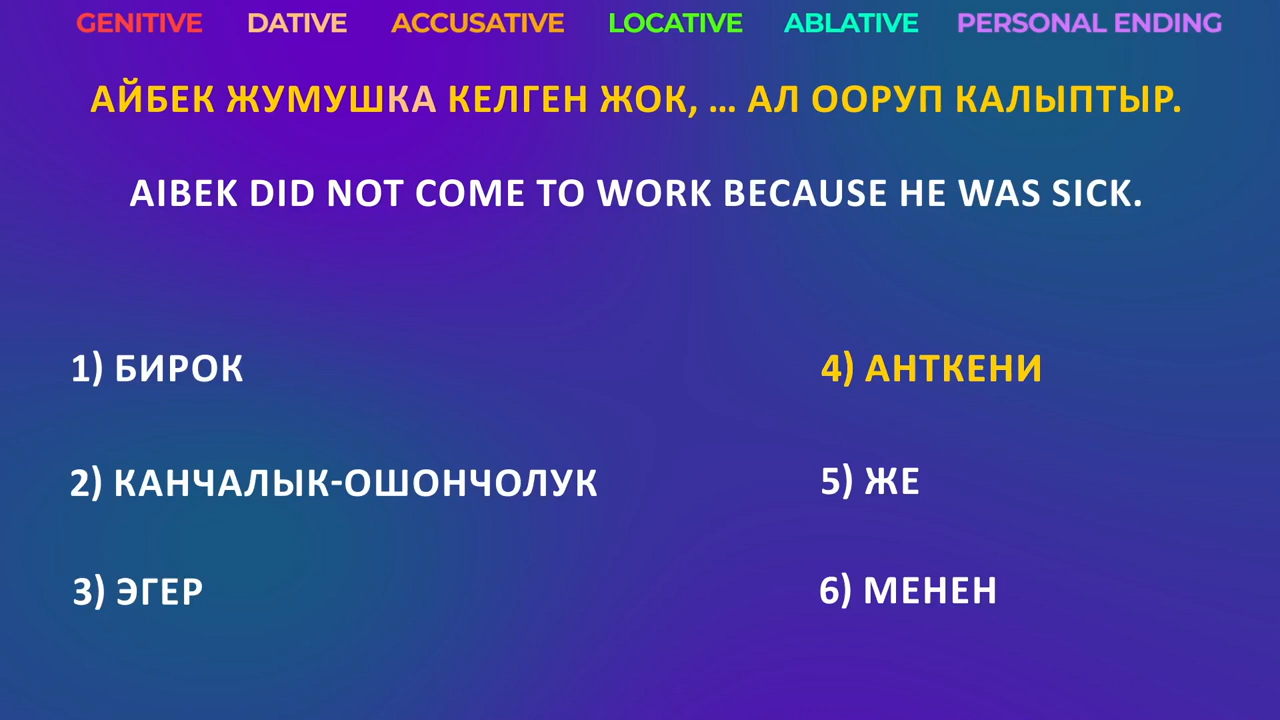 GENITIVE DATIVE ACCUSATIVE LOCATIVE ABLATIVE PERSONAL ENDING
АЙБЕК ЖУМУШКА КЕЛГЕН ЖОК, ... АЛ ООРУП КАЛЫПТЫР.
AIBEK DID NOT COME TO WORK BECAUSE HE WAS SICK.
1) БИРОК
4) АНТКЕНИ
2) КАНЧАЛЫК-ОШОНЧОЛУК
5) ЖЕ
3) ЭГЕР
6) МЕНЕН